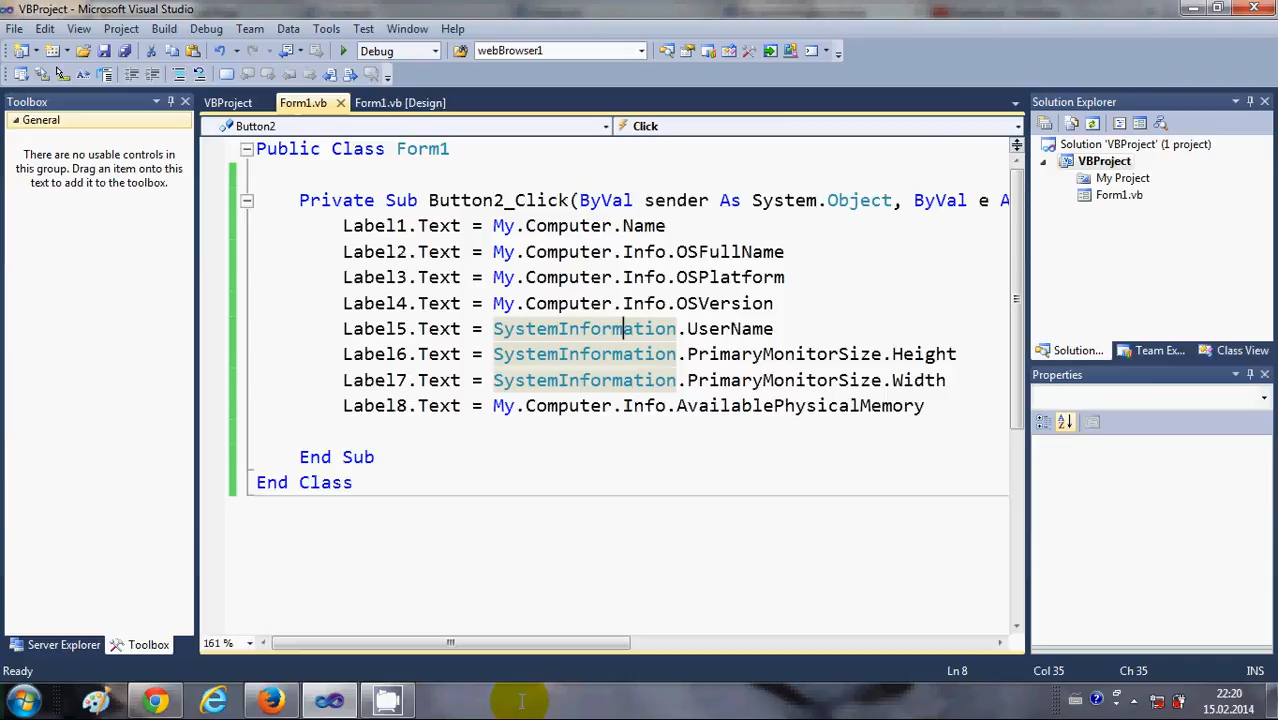 VBProject - Microsoft Visual Studio
File Edit View Project Build Debug Team Data Tools Test Window Help
Debug webBrowser1
Toolbox
General
There are no usable controls in
this group. Drag an item onto this
text to add it to the toolbox.
Server Explorer Toolbox
VBProject Form1.vb Form1.vb [Design]
Button2 Click
Public Class Form1
Private Sub Button2_Click(ByVal sender As System.Object, ByVal e A
Label1.Text = My.Computer.Name
Label2.Text = My.Computer.Info.OSFullName
Label3.Text = My.Computer.Info.OSPlatform
Label4.Text = My.Computer.Info.OSVersion
Label5.Text = SystemInformation.UserName
Label6.Text = SystemInformation.PrimaryMonitorSize.Height
Label7.Text = SystemInformation.PrimaryMonitorSize.Width
Label8.Text = My.Computer.Info.AvailablePhysicalMemory
End Sub
End Class
161 %
Solution Explorer
Solution 'VBProject' (1 project)
VBProject
My Project
Form1.vb
Solution... Team Ex... Class View
Properties
Ready Ln 8 Col 35 Ch 35 INS
22:20
15.02.2014